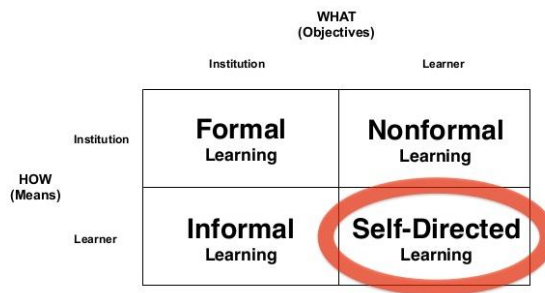 WHAT
(Objectives)
Institution Learner
Institution
Formal Nonformal
Learning Learning
HOW
(Means)
Learner
Informal Self-Directed
Learning Learning